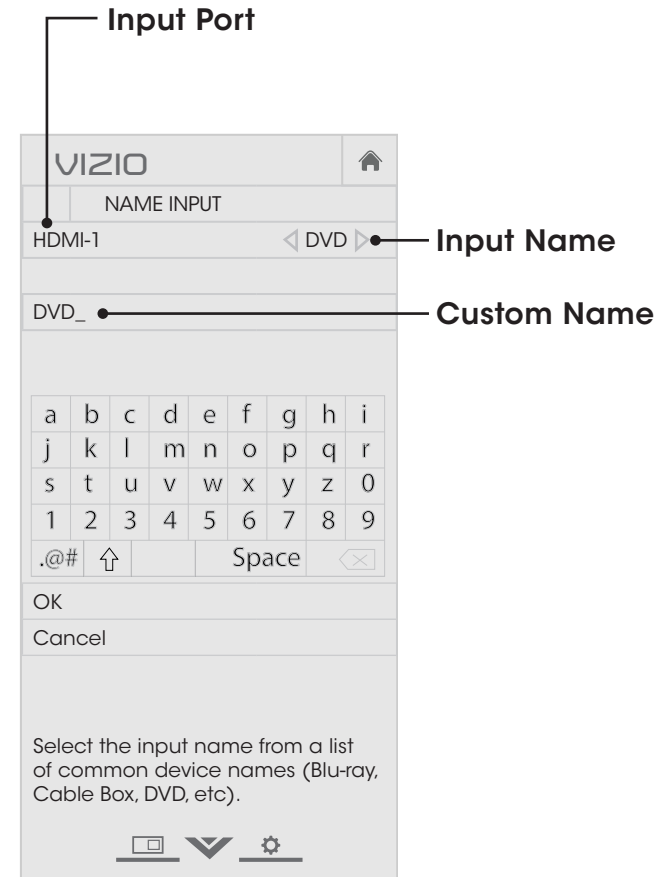 Input Port
VIZIO
NAME INPUT
HDMI-1 DVD Input Name
DVD_ Custom Name
a b c d e f g h i
j k l m n o p q r
s t u v w x y z 0
1 2 3 4 5 6 7 8 9
.@# Space
OK
Cancel
Select the input name from a list
of common device names (Blu-ray,
Cable Box, DVD, etc).